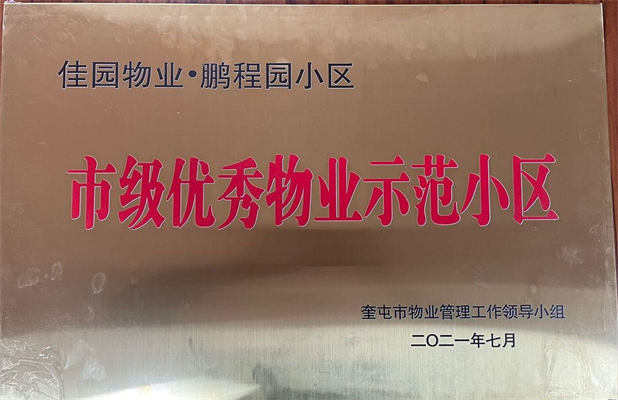 佳园物业•鹏程园小区
市级优秀物业示范小区
奎屯市物业管理工作领导小组
二〇二一年七月